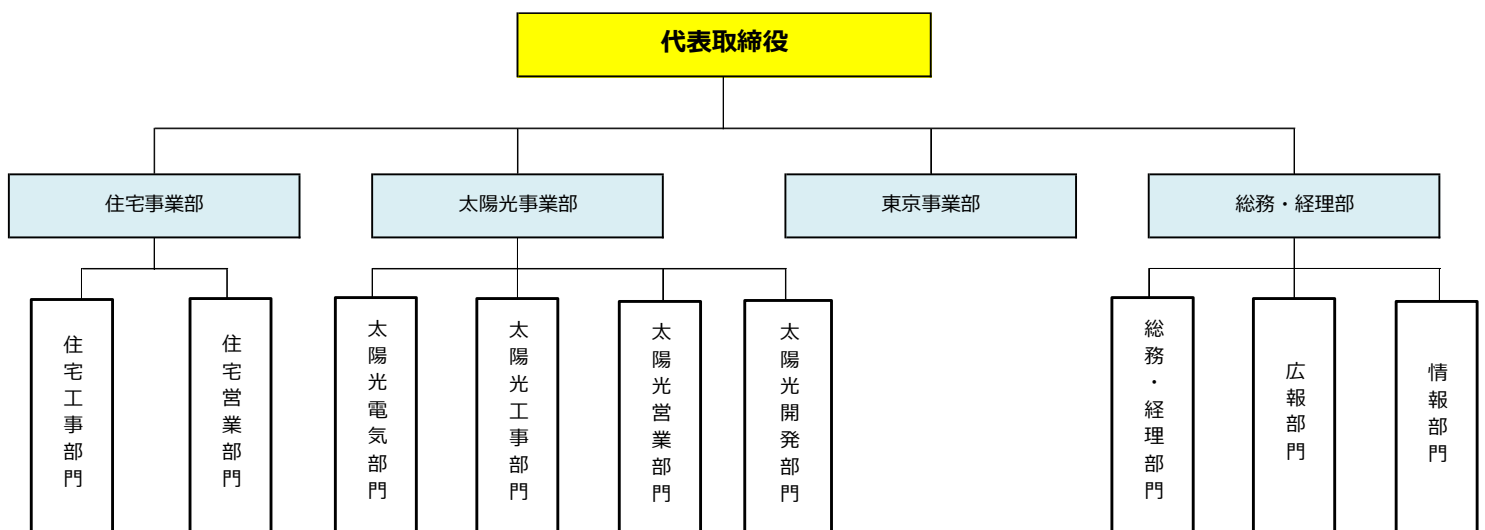 代表取締役
住宅事業部
太陽光事業部
東京事業部
総務・経理部
住宅工事部門
住宅営業部門
太陽光電気部門
太陽光工事部門
太陽光営業部門
太陽光開発部門
総務・経理部門
広報部門
情報部門